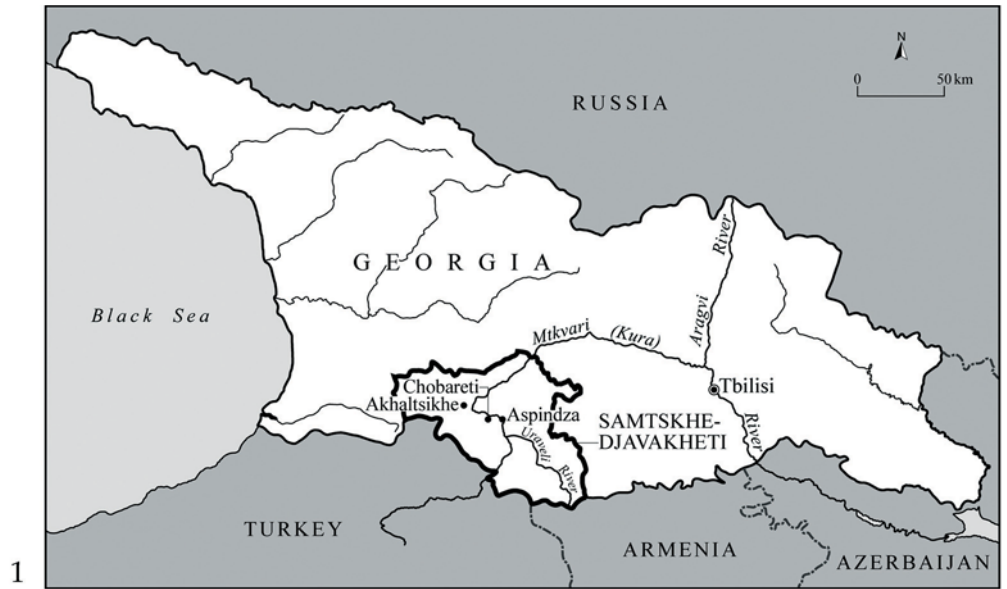 N
0 50 km
RUSSIA
River
GEORGIA
Black Sea
Aragvi
Mtkvari (Kura)
Chobareti
Tbilisi
Akhaltsikhe
Aspindza
SAMTSKHE-
DJAVAKHETI
River
Uraveli
River
TURKEY
ARMENIA
AZERBAIJAN
1